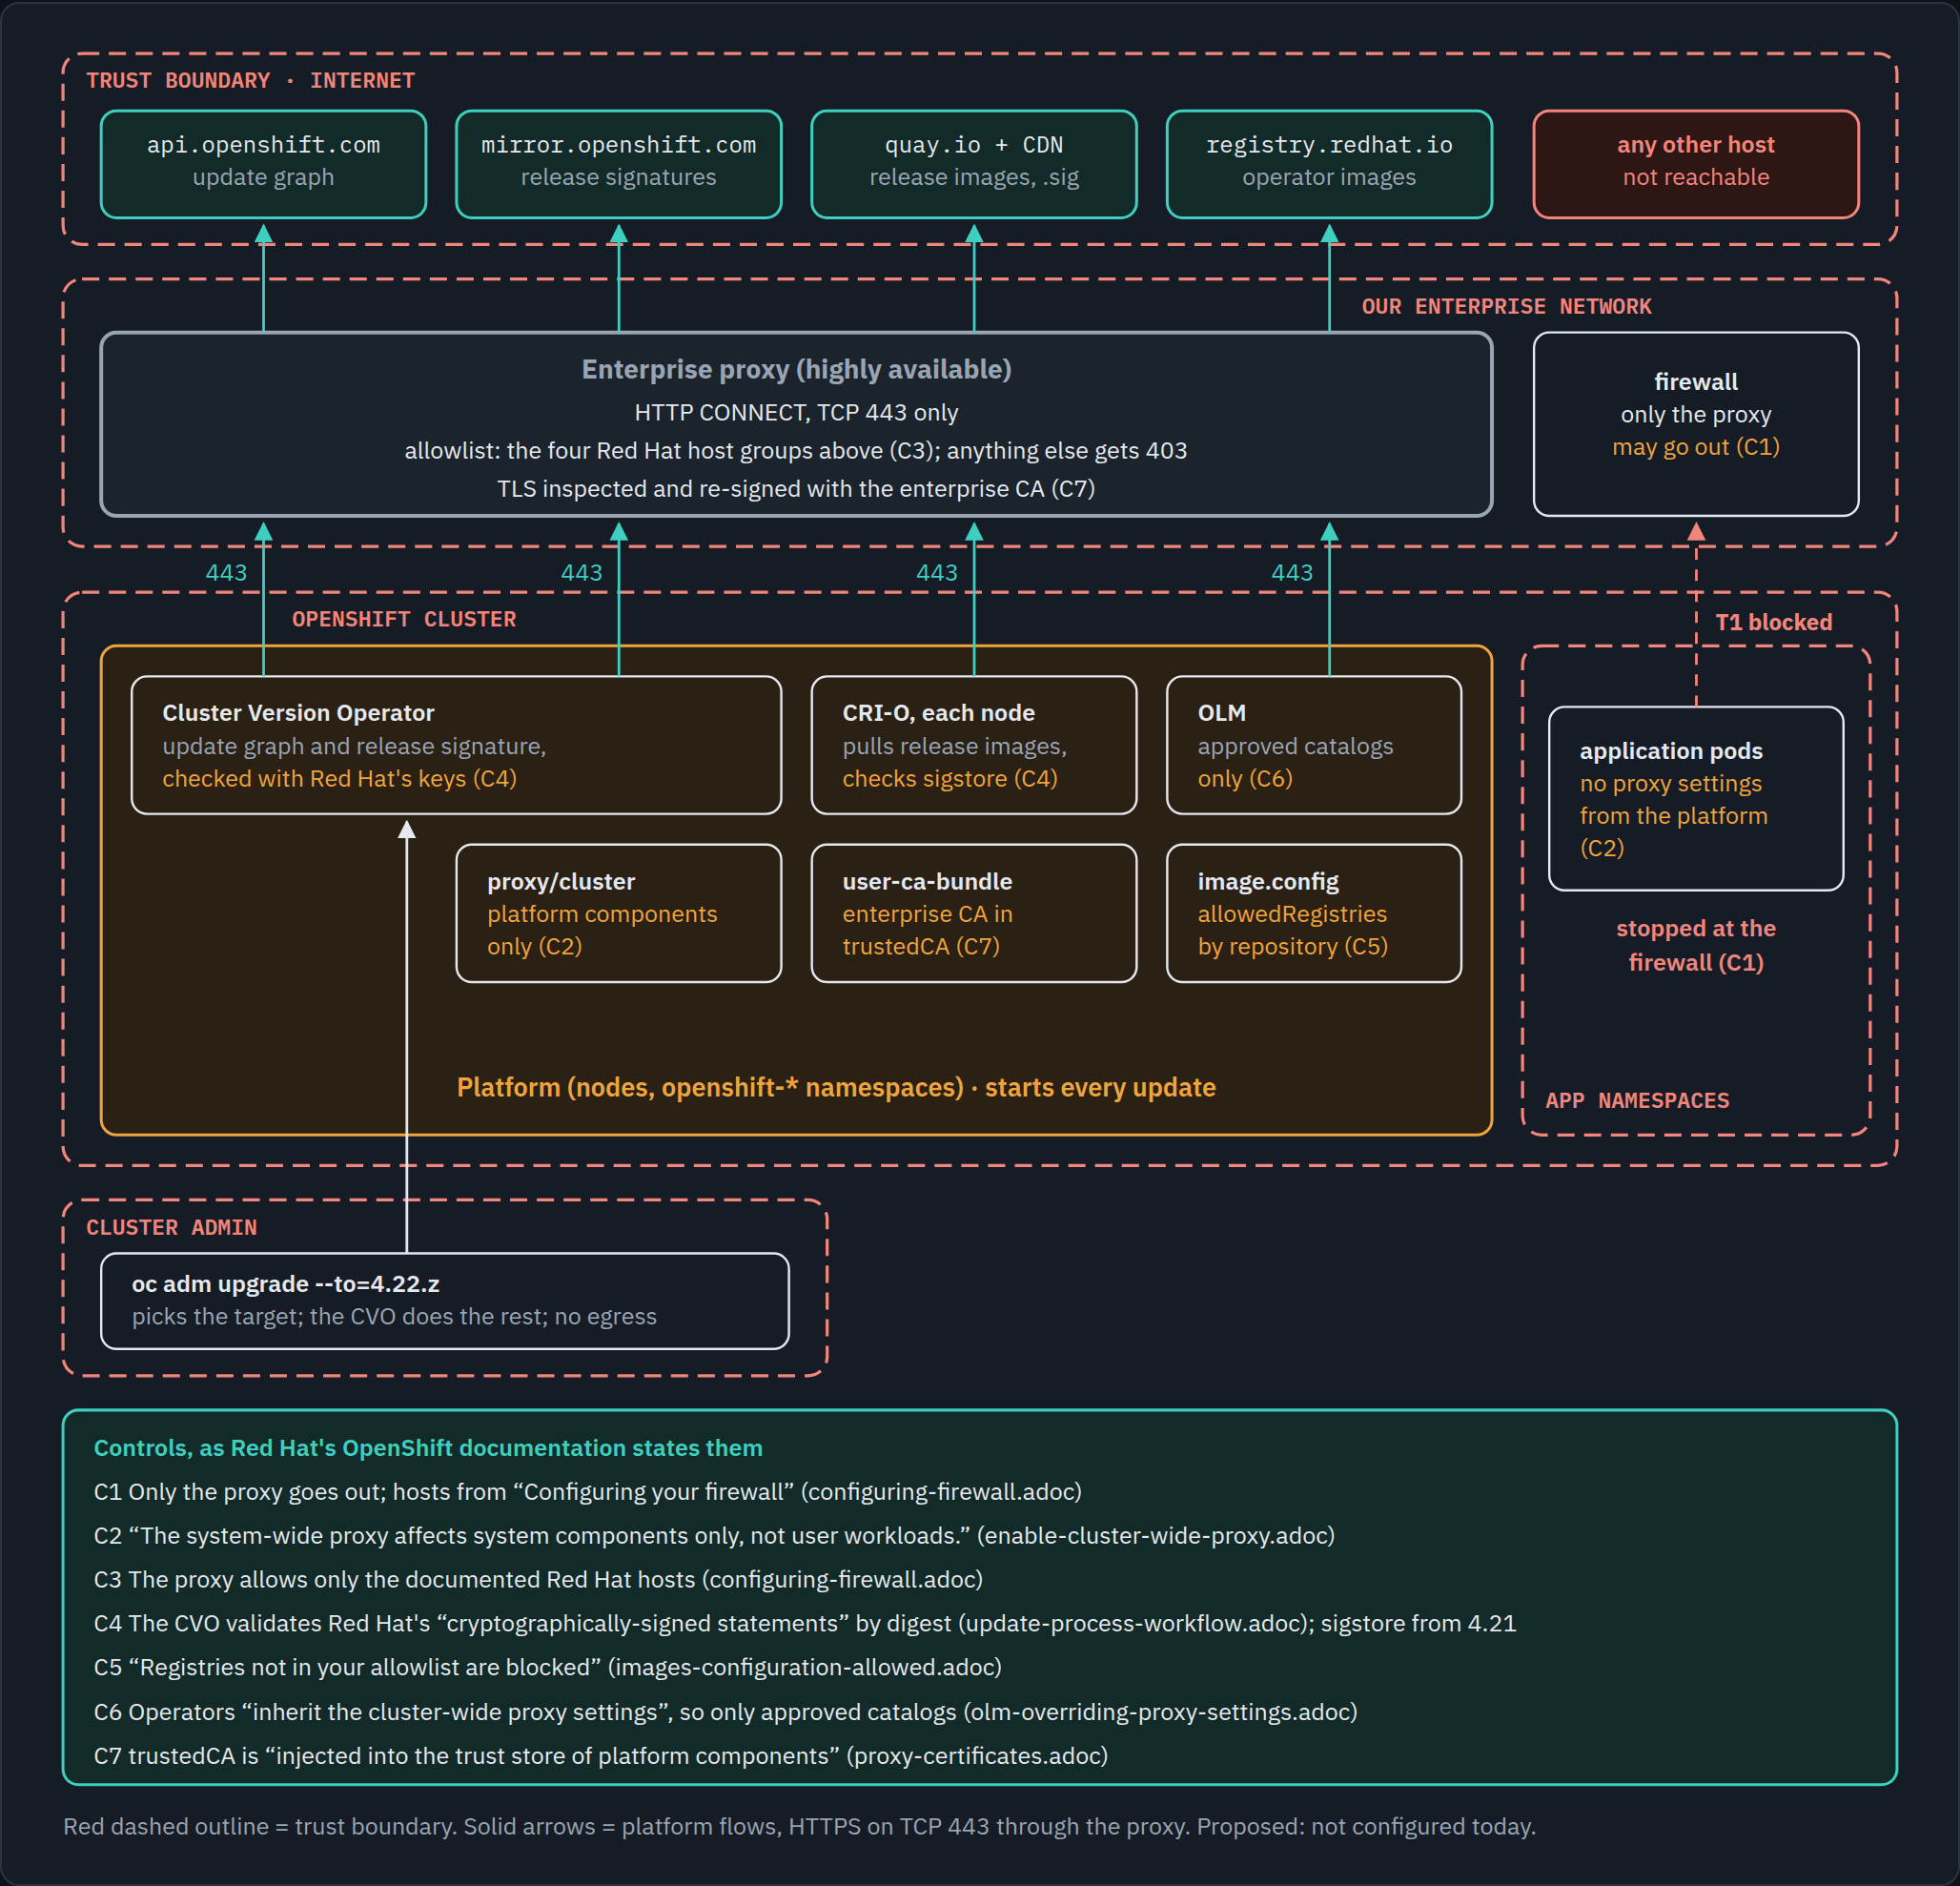 TRUST BOUNDARY · INTERNET
api.openshift.com
update graph
mirror.openshift.com
release signatures
quay.io + CDN
release images, .sig
registry.redhat.io
operator images
any other host
not reachable
OUR ENTERPRISE NETWORK
Enterprise proxy (highly available)
HTTP CONNECT, TCP 443 only
allowlist: the four Red Hat host groups above (C3); anything else gets 403
TLS inspected and re-signed with the enterprise CA (C7)
firewall
only the proxy
may go out (C1)
443
443
443
443
OPENSHIFT CLUSTER
T1 blocked
Cluster Version Operator
update graph and release signature,
checked with Red Hat's keys (C4)
CRI-O, each node
pulls release images,
checks sigstore (C4)
OLM
approved catalogs
only (C6)
application pods
no proxy settings
from the platform
(C2)
proxy/cluster
platform components
only (C2)
user-ca-bundle
enterprise CA in
trustedCA (C7)
image.config
allowedRegistries
by repository (C5)
stopped at the
firewall (C1)
Platform (nodes, openshift-* namespaces) · starts every update
APP NAMESPACES
CLUSTER ADMIN
oc adm upgrade --to=4.22.z
picks the target; the CVO does the rest; no egress
Controls, as Red Hat's OpenShift documentation states them
C1 Only the proxy goes out; hosts from “Configuring your firewall” (configuring-firewall.adoc)
C2 “The system-wide proxy affects system components only, not user workloads.” (enable-cluster-wide-proxy.adoc)
C3 The proxy allows only the documented Red Hat hosts (configuring-firewall.adoc)
C4 The CVO validates Red Hat's “cryptographically-signed statements” by digest (update-process-workflow.adoc); sigstore from 4.21
C5 “Registries not in your allowlist are blocked” (images-configuration-allowed.adoc)
C6 Operators “inherit the cluster-wide proxy settings”, so only approved catalogs (olm-overriding-proxy-settings.adoc)
C7 trustedCA is “injected into the trust store of platform components” (proxy-certificates.adoc)
Red dashed outline = trust boundary. Solid arrows = platform flows, HTTPS on TCP 443 through the proxy. Proposed: not configured today.